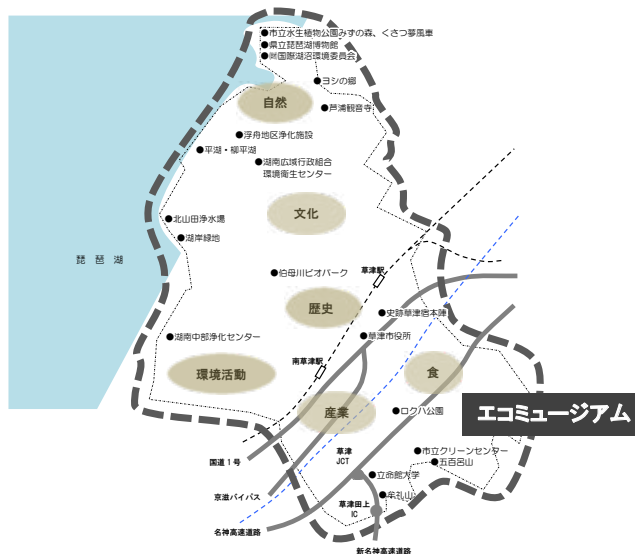 ●市立水生植物公園みずの森、くさつ夢風車
●県立琵琶湖博物館
●㈶国際湖沼環境委員会
●ヨシの郷
自然
●芦浦観音寺
●浮舟地区浄化施設
●平湖・柳平湖
●湖南広域行政組合
環境衛生センター
文化
●北山田浄水場
●湖岸緑地
琵琶湖
●伯母川ビオパーク
草津駅
歴史
●史跡草津宿本陣
●草津市役所
●湖南中部浄化センター
南草津駅
環境活動
食
産業
●ロクハ公園
エコミュージアム
草津
JCT
●市立クリーンセンター
●五百呂山
国道1号
●立命館大学
●牟礼山
京滋バイパス
草津田上
IC
名神高速道路
新名神高速道路